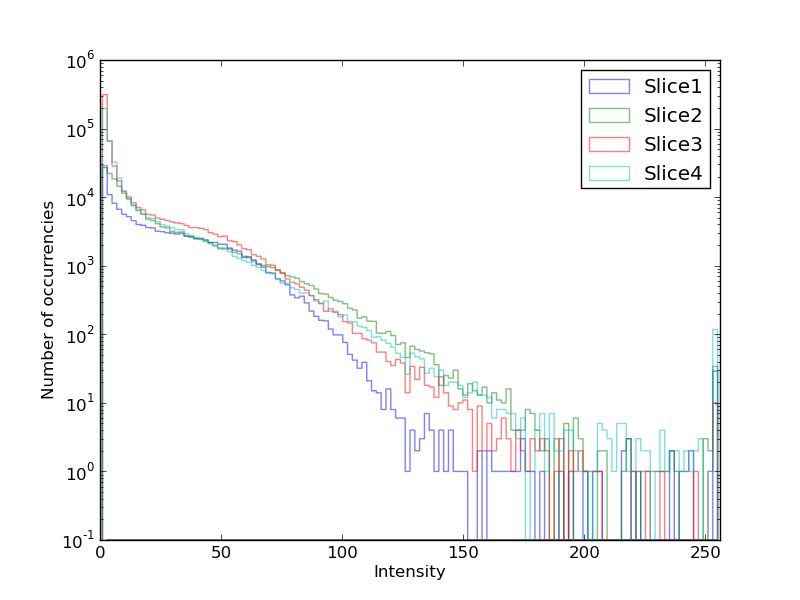 10^6
10^5
10^4
10^3
10^2
10^1
10^0
10^-1
Number of occurrencies
Slice1
Slice2
Slice3
Slice4
0 50 100 150 200 250
Intensity